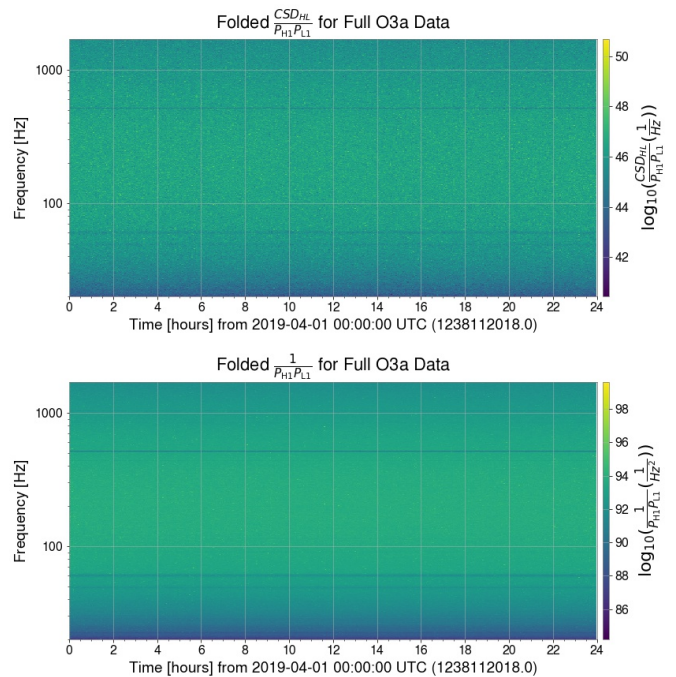 Folded CSD_HL / P_H1 P_L1 for Full O3a Data
1000
100
Frequency [Hz]
0 2 4 6 8 10 12 14 16 18 20 22 24
Time [hours] from 2019-04-01 00:00:00 UTC (1238112018.0)
50
48
46
44
42
log10(CSD_HL / P_H1 P_L1 (1/Hz))
Folded 1 / P_H1 P_L1 for Full O3a Data
1000
100
Frequency [Hz]
0 2 4 6 8 10 12 14 16 18 20 22 24
Time [hours] from 2019-04-01 00:00:00 UTC (1238112018.0)
98
96
94
92
90
88
86
log10(1 / P_H1 P_L1 (1/Hz²))